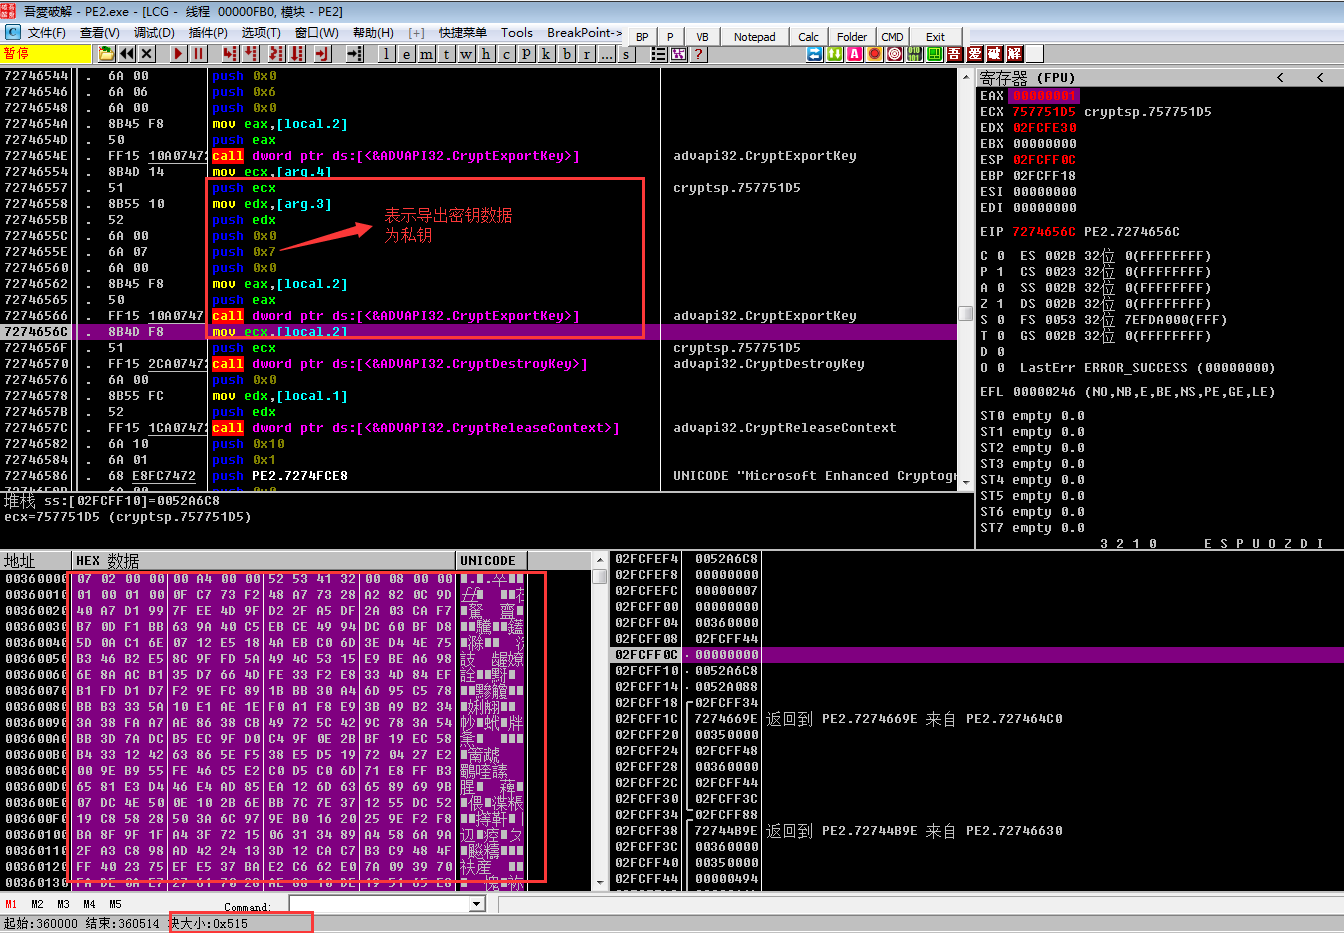 吾愛破解 - PE2.exe - [LCG - 线程 00000FB0, 模块 - PE2]
C 文件(F) 查看(V) 调试(D) 插件(P) 选项(T) 窗口(W) 帮助(H) [+] 快捷菜单 Tools BreakPoint-> BP P VB Notepad Calc Folder CMD Exit
暂停 l e m t w h c p k b r ... s ? A 吾 爱 破 解
72746544 . 6A 00 push 0x0
72746546 . 6A 06 push 0x6
72746548 . 6A 00 push 0x0
7274654A . 8B45 F8 mov eax,[local.2]
7274654D . 50 push eax
7274654E . FF15 10A07472 call dword ptr ds:[<&ADVAPI32.CryptExportKey>] advapi32.CryptExportKey
72746554 . 8B4D 14 mov ecx,[arg.4]
72746557 . 51 push ecx cryptsp.757751D5
72746558 . 8B55 10 mov edx,[arg.3]
7274655B . 52 push edx
7274655C . 6A 00 push 0x0
7274655E . 6A 07 push 0x7
72746560 . 6A 00 push 0x0
72746562 . 8B45 F8 mov eax,[local.2]
72746565 . 50 push eax
72746566 . FF15 10A07472 call dword ptr ds:[<&ADVAPI32.CryptExportKey>] advapi32.CryptExportKey
7274656C . 8B4D F8 mov ecx,[local.2]
7274656F . 51 push ecx cryptsp.757751D5
72746570 . FF15 2CA07472 call dword ptr ds:[<&ADVAPI32.CryptDestroyKey>] advapi32.CryptDestroyKey
72746576 . 6A 00 push 0x0
72746578 . 8B55 FC mov edx,[local.1]
7274657B . 52 push edx
7274657C . FF15 1CA07472 call dword ptr ds:[<&ADVAPI32.CryptReleaseContext>] advapi32.CryptReleaseContext
72746582 . 6A 10 push 0x10
72746584 . 6A 01 push 0x1
72746586 . 68 E8FC7472 push PE2.7274FCE8 UNICODE "Microsoft Enhanced Cryptogr
表示导出密钥数据
为私钥
堆栈 ss:[02FCFF10]=0052A6C8
ecx=757751D5 (cryptsp.757751D5)
寄存器 (FPU) < <
EAX 00000001
ECX 757751D5 cryptsp.757751D5
EDX 02FCFE30
EBX 00000000
ESP 02FCFF0C
EBP 02FCFF18
ESI 00000000
EDI 00000000
EIP 7274656C PE2.7274656C
C 0 ES 002B 32位 0(FFFFFFFF)
P 1 CS 0023 32位 0(FFFFFFFF)
A 0 SS 002B 32位 0(FFFFFFFF)
Z 1 DS 002B 32位 0(FFFFFFFF)
S 0 FS 0053 32位 7EFDA000(FFF)
T 0 GS 002B 32位 0(FFFFFFFF)
D 0
O 0 LastErr ERROR_SUCCESS (00000000)
EFL 00000246 (NO,NB,E,BE,NS,PE,GE,LE)
ST0 empty 0.0
ST1 empty 0.0
ST2 empty 0.0
ST3 empty 0.0
ST4 empty 0.0
ST5 empty 0.0
ST6 empty 0.0
ST7 empty 0.0
3 2 1 0 E S P U O Z D I
地址 HEX 数据 UNICODE
00360000 07 02 00 00 00 A4 00 00 52 53 41 32 00 08 00 00
00360010 01 00 01 00 0F C7 73 F2 48 A7 73 28 A2 82 0C 9D
00360020 40 A7 D1 99 7F EE 4D 9F D2 2F A5 DF 2A 03 CA F7
00360030 B7 0D F1 BB 63 9A 40 C5 EB CE 49 94 DC 60 BF D8
00360040 5D 0A C1 6E 07 12 E5 18 4A EB C0 6D 3E D4 4E 75
00360050 B3 46 B2 E5 8C 9F FD 5A 49 4C 53 15 E9 BE A6 98
00360060 6E 8A AC B1 35 D7 66 4D FE 33 F2 E8 33 4D 84 EF
00360070 B1 FD D1 D7 F2 9E FC 89 1B BB 30 A4 6D 95 C5 78
00360080 BB B3 33 5A 10 E1 AE 1E F0 A1 F8 E9 3B A9 B2 34
00360090 3A 38 FA A7 AE 86 38 CB 49 72 5C 42 9C 78 3A 54
003600A0 BB 3D 7A DC B5 EC 9F D0 C4 9F 0E 2B BF 19 EC 58
003600B0 B4 33 12 42 63 86 5E F5 38 E5 D5 19 72 04 27 E2
003600C0 00 9E B9 55 FE 46 C5 E2 C0 D5 C0 6D 71 E8 FF B3
003600D0 65 81 E3 D4 46 E4 AD 85 EA 12 6D 63 65 89 69 9B
003600E0 07 DC 4E 50 0E 10 2B 6E BB 7C 7E 37 12 55 DC 52
003600F0 19 C8 58 28 50 3A 6C 97 9E B0 16 20 25 9E F2 F8
00360100 BA 8F 9F 1F A4 3F 72 15 06 31 34 89 A4 58 6A 9A
00360110 2F A3 C8 98 AD 42 24 13 3D 12 CA C7 B3 C9 48 4F
00360120 FF 40 23 75 EF E5 37 BA E2 C6 62 E0 7A 09 39 70
00360130
02FCFEF4 0052A6C8
02FCFEF8 00000000
02FCFEFC 00000007
02FCFF00 00000000
02FCFF04 00360000
02FCFF08 02FCFF44
02FCFF0C 00000000
02FCFF10 0052A6C8
02FCFF14 0052A088
02FCFF18 02FCFF34
02FCFF1C 7274669E 返回到 PE2.7274669E 来自 PE2.727464C0
02FCFF20 00350000
02FCFF24 02FCFF48
02FCFF28 00360000
02FCFF2C 02FCFF44
02FCFF30 02FCFF3C
02FCFF34 02FCFF88
02FCFF38 72744B9E 返回到 PE2.72744B9E 来自 PE2.72746630
02FCFF3C 00360000
02FCFF40 00350000
02FCFF44 00000494
M1 M2 M3 M4 M5 Command:
起始:360000 结束:360514 块大小:0x515